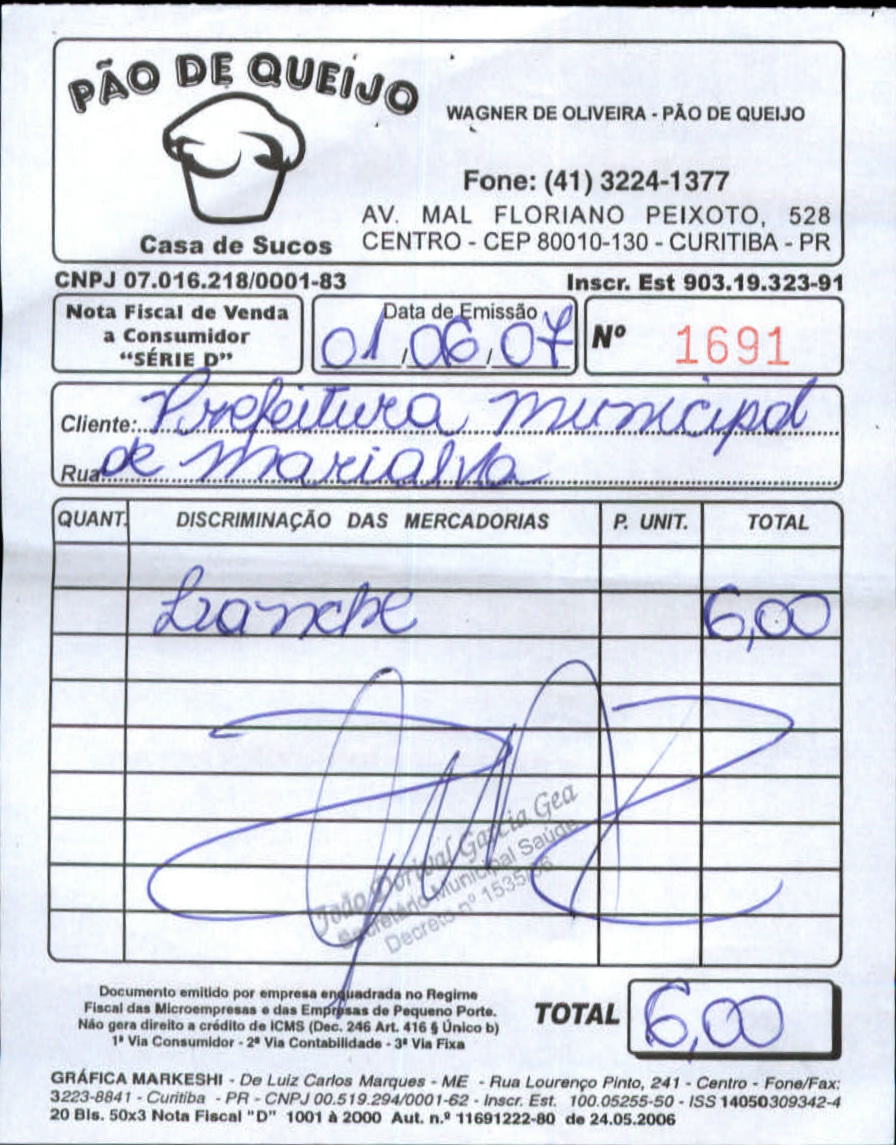 PÃO DE QUEIJO
Casa de Sucos
WAGNER DE OLIVEIRA - PÃO DE QUEIJO
Fone: (41) 3224-1377
AV. MAL FLORIANO PEIXOTO, 528
CENTRO - CEP 80010-130 - CURITIBA - PR
CNPJ 07.016.218/0001-83 Inscr. Est 903.19.323-91
Nota Fiscal de Venda
a Consumidor
"SÉRIE D"
Data de Emissão
01,06,07
Nº 1691
Cliente: Prefeitura municipal
Rua de Marialva
QUANT. DISCRIMINAÇÃO DAS MERCADORIAS P. UNIT. TOTAL
Lanche 6,00
João Dorival Garcia Gea
Secretário Municipal Saúde
Decreto nº 1535/06
Documento emitido por empresa enquadrada no Regime
Fiscal das Microempresas e das Empresas de Pequeno Porte.
Não gera direito a crédito de ICMS (Dec. 246 Art. 416 § Único b)
1ª Via Consumidor - 2ª Via Contabilidade - 3ª Via Fixa
TOTAL 6,00
GRÁFICA MARKESHI - De Luiz Carlos Marques - ME - Rua Lourenço Pinto, 241 - Centro - Fone/Fax:
3223-8841 - Curitiba - PR - CNPJ 00.519.294/0001-62 - Inscr. Est. 100.05255-50 - ISS 14050309342-4
20 Bls. 50x3 Nota Fiscal "D" 1001 à 2000 Aut. n.º 11691222-80 de 24.05.2006